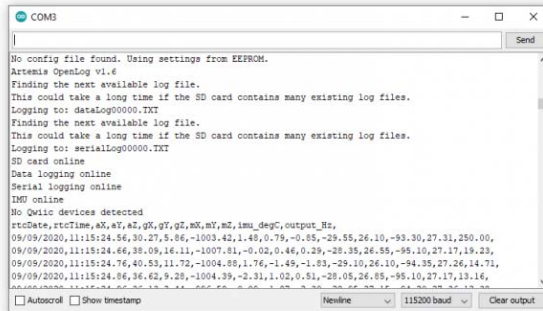 COM3
Send
No config file found. Using settings from EEPROM.
Artemis OpenLog v1.6
Finding the next available log file.
This could take a long time if the SD card contains many existing log files.
Logging to: dataLog00000.TXT
Finding the next available log file.
This could take a long time if the SD card contains many existing log files.
Logging to: serialLog00000.TXT
SD card online
Data logging online
Serial logging online
IMU online
No Qwiic devices detected
rtcDate,rtcTime,aX,aY,aZ,gX,gY,gZ,mX,mY,mZ,imu_degC,output_Hz,
09/09/2020,11:15:24.56,30.27,5.86,-1003.42,1.48,0.79,-0.85,-29.55,26.10,-93.30,27.31,250.00,
09/09/2020,11:15:24.66,38.09,16.11,-1007.81,-0.02,0.46,0.29,-28.35,26.55,-95.10,27.17,19.23,
09/09/2020,11:15:24.76,40.53,11.72,-1004.88,1.76,-1.49,-1.83,-29.10,26.10,-94.35,27.26,14.71,
09/09/2020,11:15:24.86,36.62,9.28,-1004.39,-2.31,1.02,0.51,-28.05,26.85,-95.10,27.17,13.16,
Autoscroll Show timestamp Newline 115200 baud Clear output